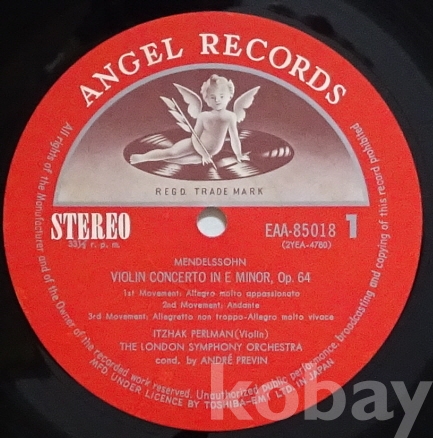 ANGEL RECORDS
REGD. TRADE MARK
STEREO
33⅓ r. p. m.
EAA-85018 1
(2YEA-4760)
MENDELSSOHN
VIOLIN CONCERTO IN E MINOR, Op. 64
1st Movement: Allegro molto appassionato
2nd Movement: Andante
3rd Movement: Allegretto non troppo-Allegro molto vivace
ITZHAK PERLMAN (Violin)
THE LONDON SYMPHONY ORCHESTRA
cond. by ANDRÉ PREVIN
All rights of the Manufacturer and of the Owner of the recorded work reserved. Unauthorized public performance, broadcasting and copying of this record prohibited
MFD. UNDER LICENCE BY TOSHIBA-EMI LTD. IN JAPAN
kobay